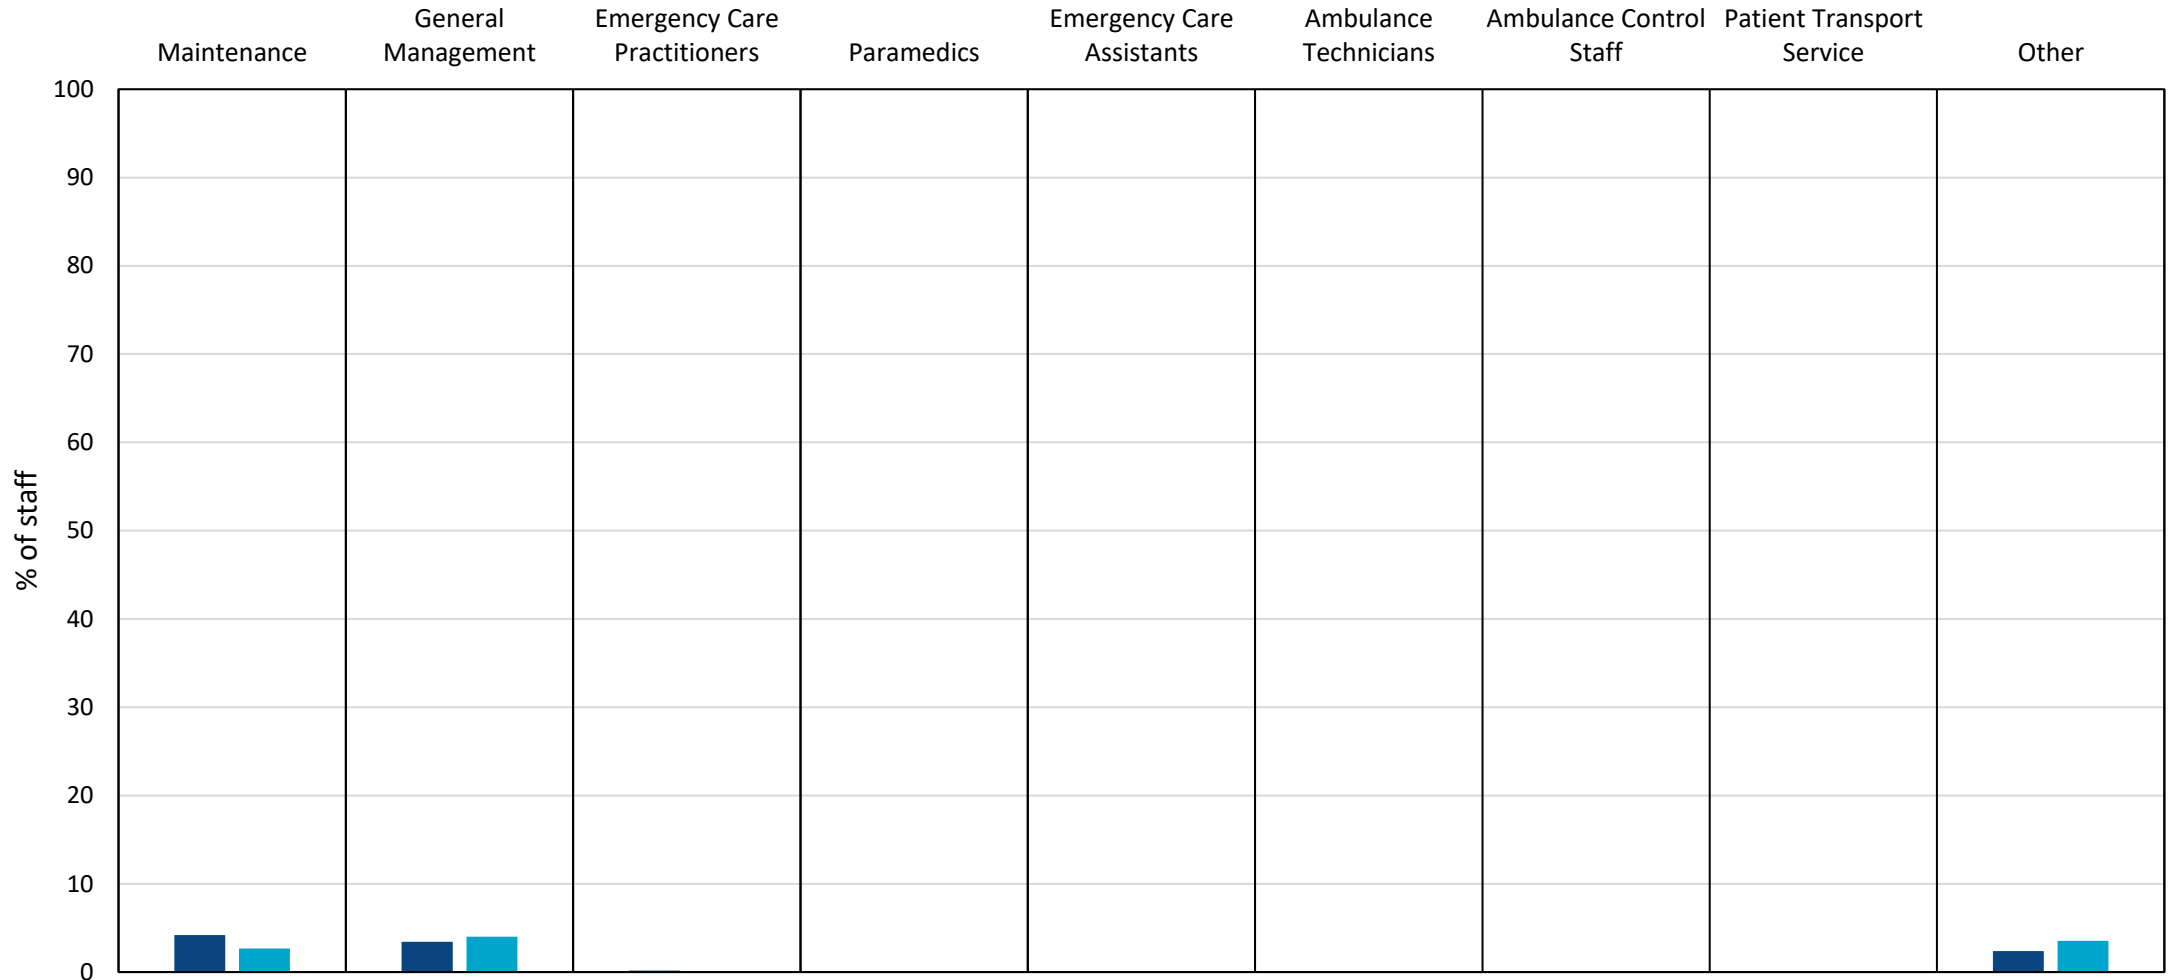 Maintenance
General
Management
Emergency Care
Practitioners
Paramedics
Emergency Care
Assistants
Ambulance
Technicians
Ambulance Control
Staff
Patient Transport
Service
Other
100
90
80
70
60
50
40
30
20
10
0
% of staff